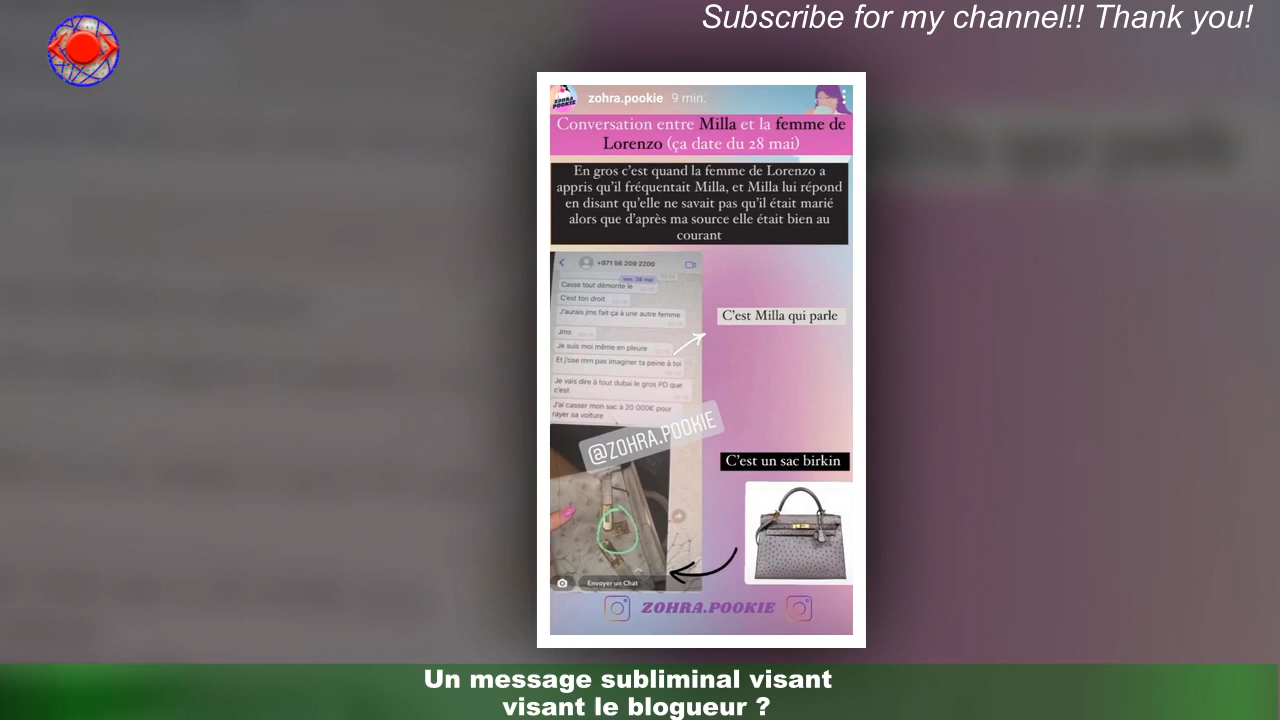 Subscribe for my channel!! Thank you!
ZOHRA
POOKIE
zohra.pookie 9 min.
Conversation entre Milla et la femme de
Lorenzo (ça date du 28 mai)
En gros c'est quand la femme de Lorenzo a
appris qu'il fréquentait Milla, et Milla lui répond
en disant qu'elle ne savait pas qu'il était marié
alors que d'après ma source elle était bien au
courant
+971 56 209 2200
ven. 28 mai
Casse tout démonte le
C'est ton droit
J'aurais jms fait ça à une autre femme
Jms
Je suis moi même en pleure
Et j'ose mm pas imaginer ta peine à toi
Je vais dire à tout dubai le gros PD que
c'est
J'ai casser mon sac à 20 000€ pour
rayer sa voiture
C'est Milla qui parle
@ZOHRA.POOKIE
C'est un sac birkin
Envoyer un Chat
ZOHRA.POOKIE
Un message subliminal visant
visant le blogueur ?